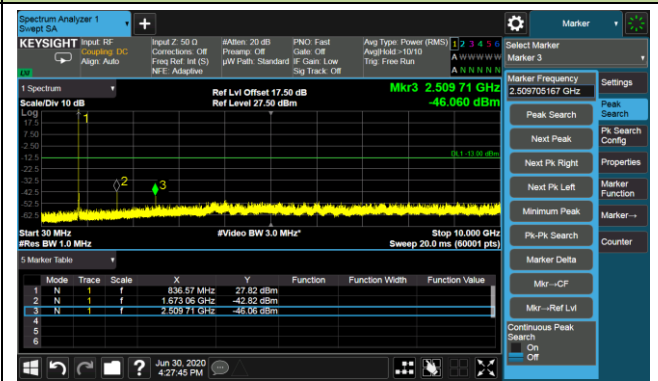 Spectrum Analyzer 1
Swept SA
+
Marker
KEYSIGHT
Input: RF
Coupling: DC
Align: Auto
Input Z: 50 Ω
Corrections: Off
Freq Ref: Int (S)
NFE: Adaptive
#Atten: 20 dB
Preamp: Off
µW Path: Standard
PNO: Fast
Gate: Off
IF Gain: Low
Sig Track: Off
Avg Type: Power (RMS)
Avg|Hold >10/10
Trig: Free Run
1 2 3 4 5 6
A W W W W W
A N N N N N
Select Marker
Marker 3
1 Spectrum
Scale/Div 10 dB
Ref Lvl Offset 17.50 dB
Ref Level 27.50 dBm
Mkr3 2.509 71 GHz
-46.060 dBm
Log
17.5
7.50
-2.50
-12.5
-22.5
-32.5
-42.5
-52.5
-62.5
1
2
3
DL1 -13.00 dBm
Start 30 MHz
#Res BW 1.0 MHz
#Video BW 3.0 MHz*
Stop 10.000 GHz
Sweep 20.0 ms (60001 pts)
5 Marker Table
Mode Trace Scale X Y Function Function Width Function Value
1 N 1 f 836.57 MHz 27.82 dBm
2 N 1 f 1.673 06 GHz -42.82 dBm
3 N 1 f 2.509 71 GHz -46.06 dBm
4
5
6
Marker Frequency
2.509705167 GHz
Peak Search
Next Peak
Next Pk Right
Next Pk Left
Minimum Peak
Pk-Pk Search
Marker Delta
Mkr→CF
Mkr→Ref Lvl
Continuous Peak
Search
On
Off
Settings
Peak
Search
Pk Search
Config
Properties
Marker
Function
Marker→
Counter
?
Jun 30, 2020
4:27:45 PM